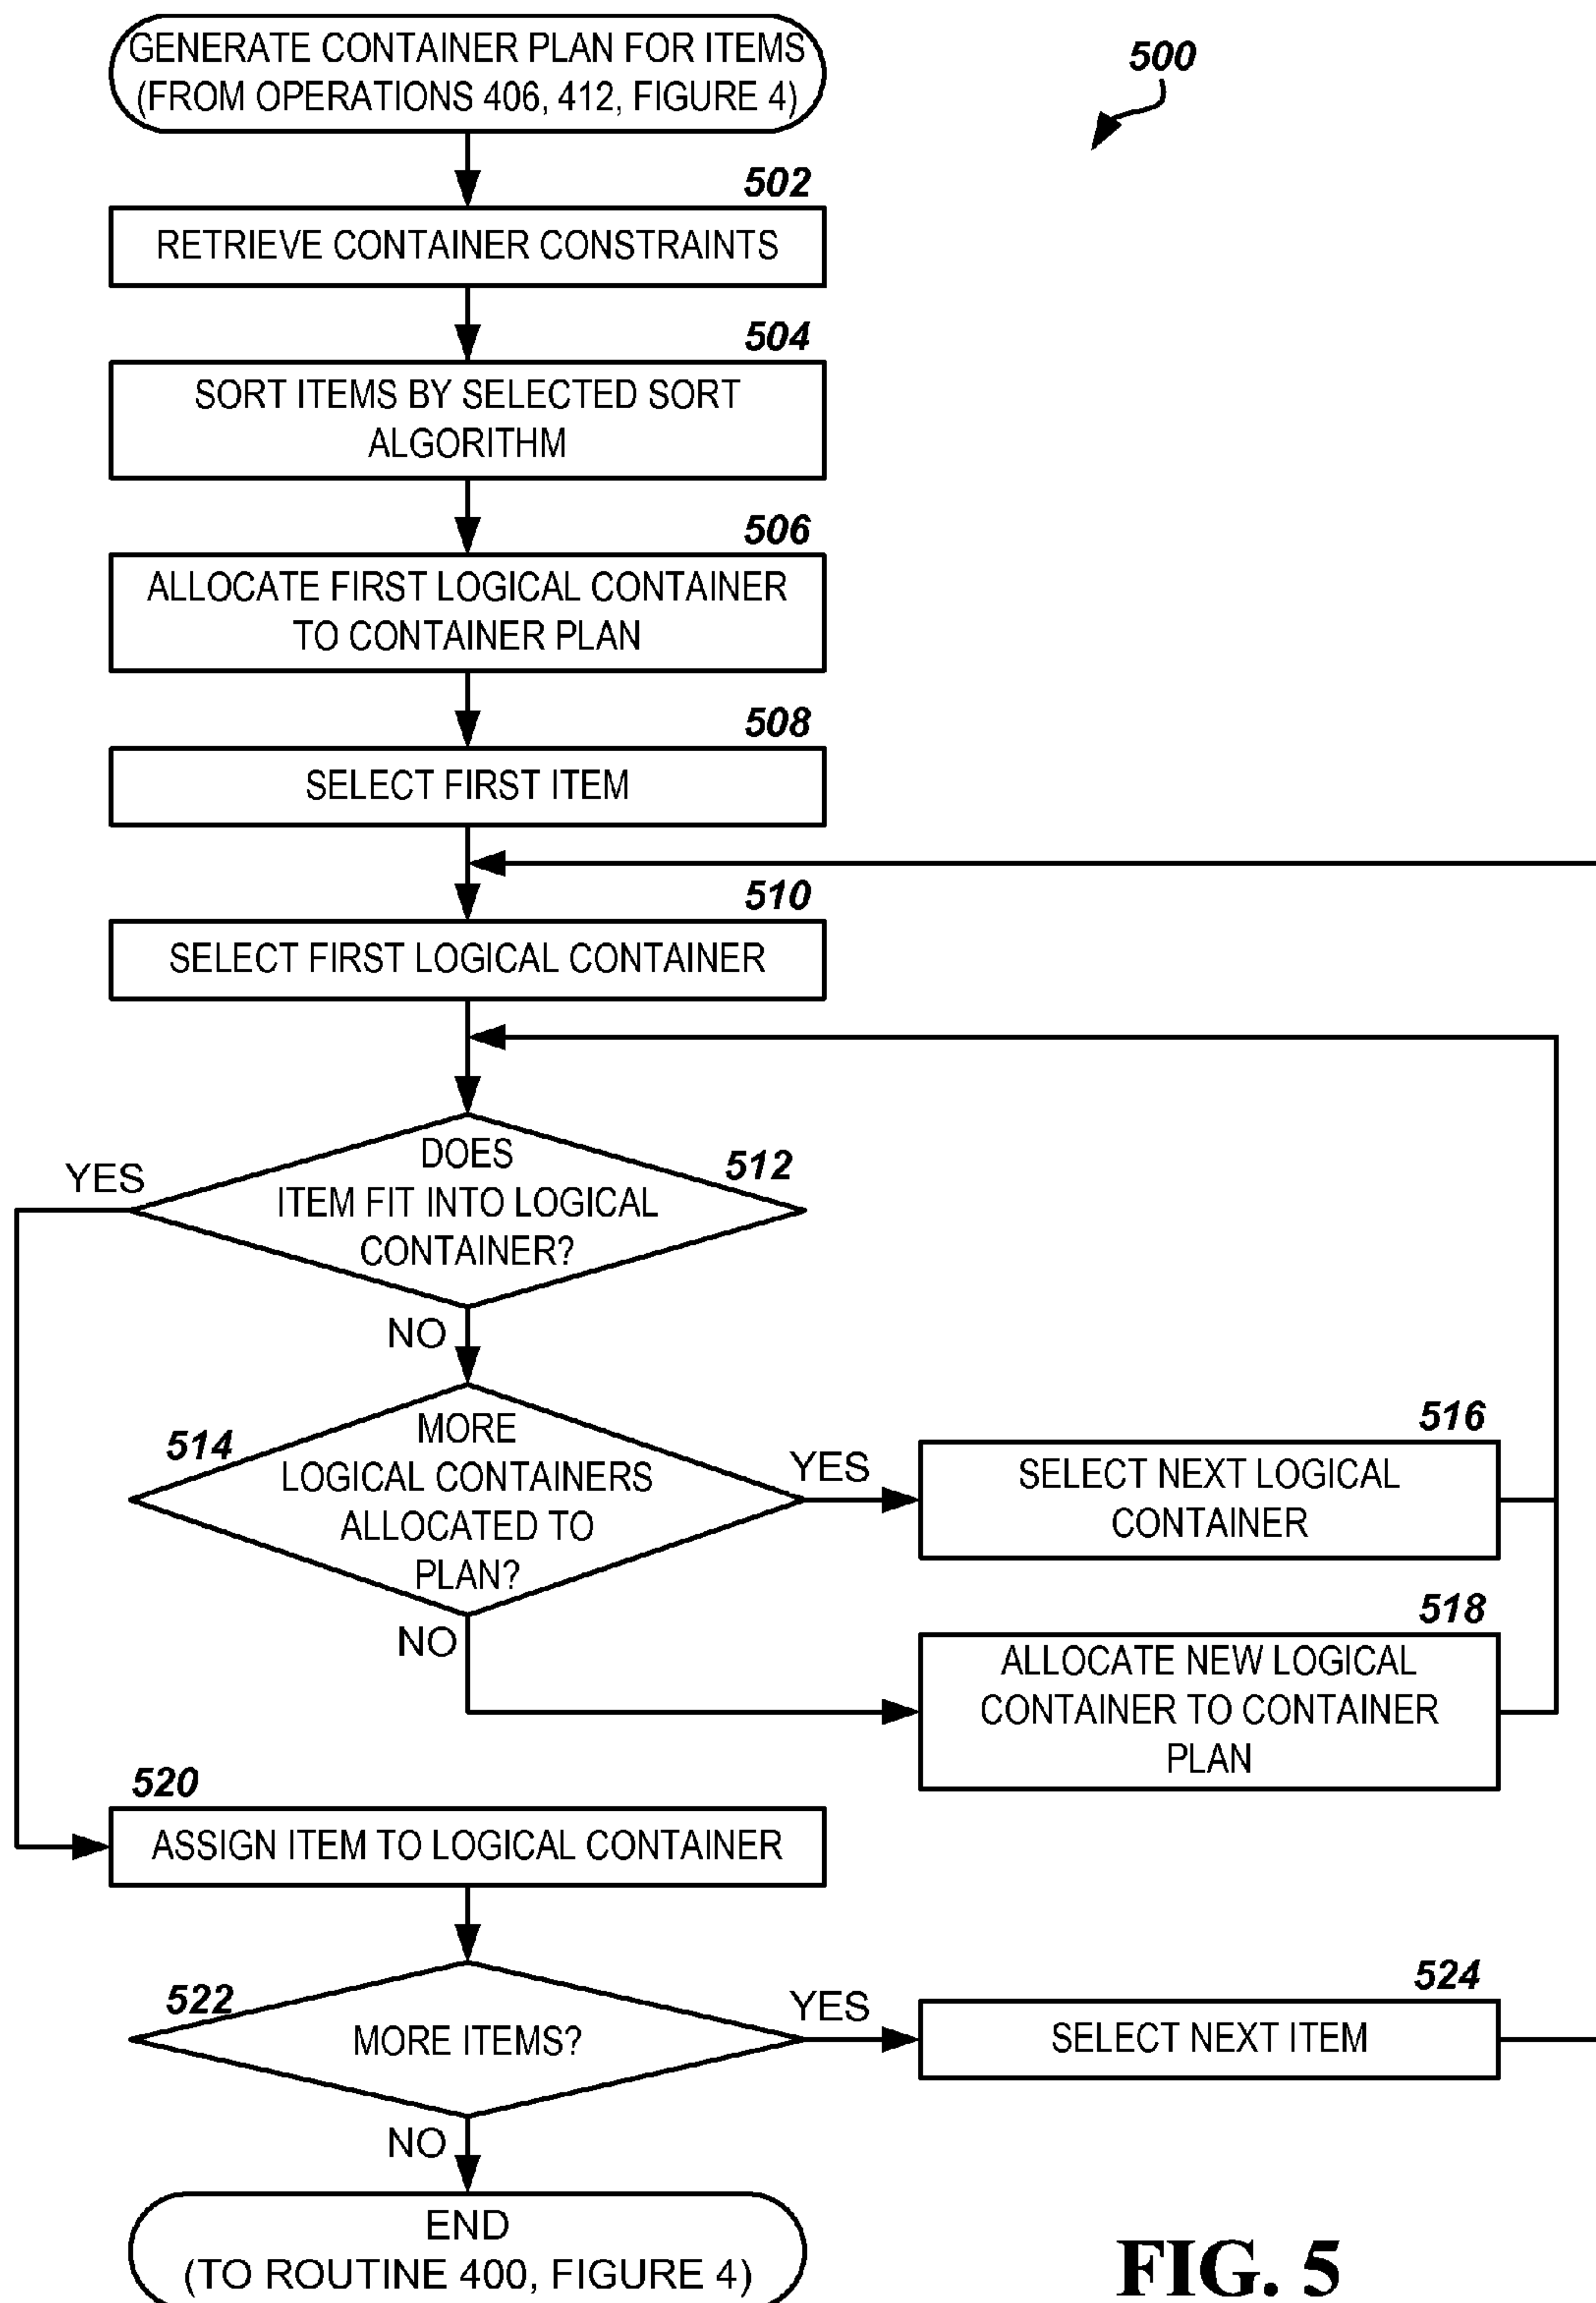 GENERATE CONTAINER PLAN FOR ITEMS
(FROM OPERATIONS 406, 412, FIGURE 4)
500
502
RETRIEVE CONTAINER CONSTRAINTS
504
SORT ITEMS BY SELECTED SORT
ALGORITHM
506
ALLOCATE FIRST LOGICAL CONTAINER
TO CONTAINER PLAN
508
SELECT FIRST ITEM
510
SELECT FIRST LOGICAL CONTAINER
512
DOES
ITEM FIT INTO LOGICAL
CONTAINER?
YES
NO
514
MORE
LOGICAL CONTAINERS
ALLOCATED TO
PLAN?
YES
516
SELECT NEXT LOGICAL
CONTAINER
NO
518
ALLOCATE NEW LOGICAL
CONTAINER TO CONTAINER
PLAN
520
ASSIGN ITEM TO LOGICAL CONTAINER
522
MORE ITEMS?
YES
524
SELECT NEXT ITEM
NO
END
(TO ROUTINE 400, FIGURE 4)
FIG. 5